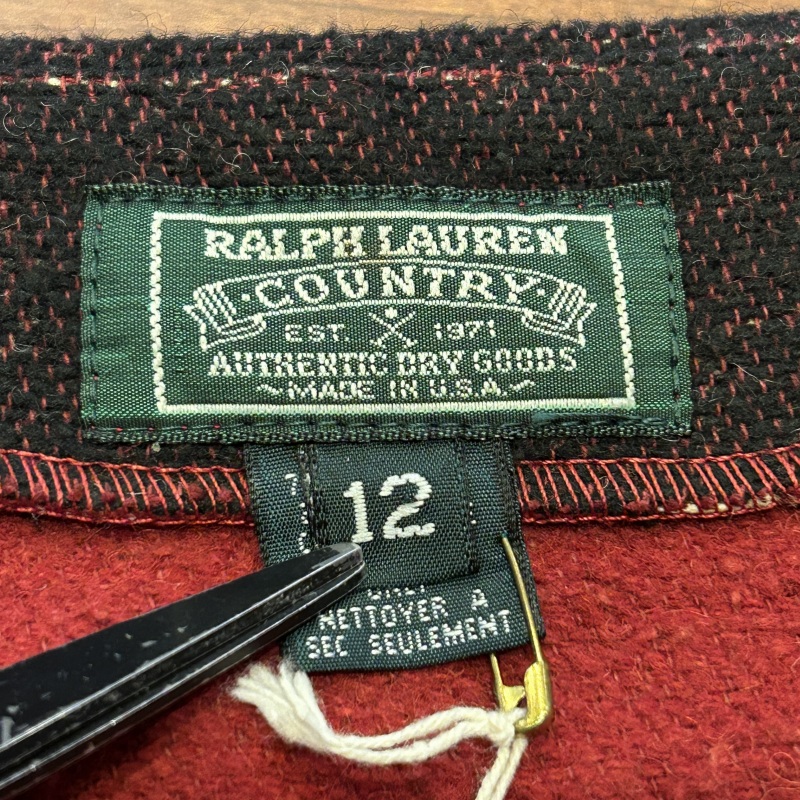 RALPH LAUREN
·COUNTRY·
EST. 1971
AUTHENTIC DRY GOODS
~MADE IN U.S.A.~
12
NETTOYER A
SEC SEULEMENT